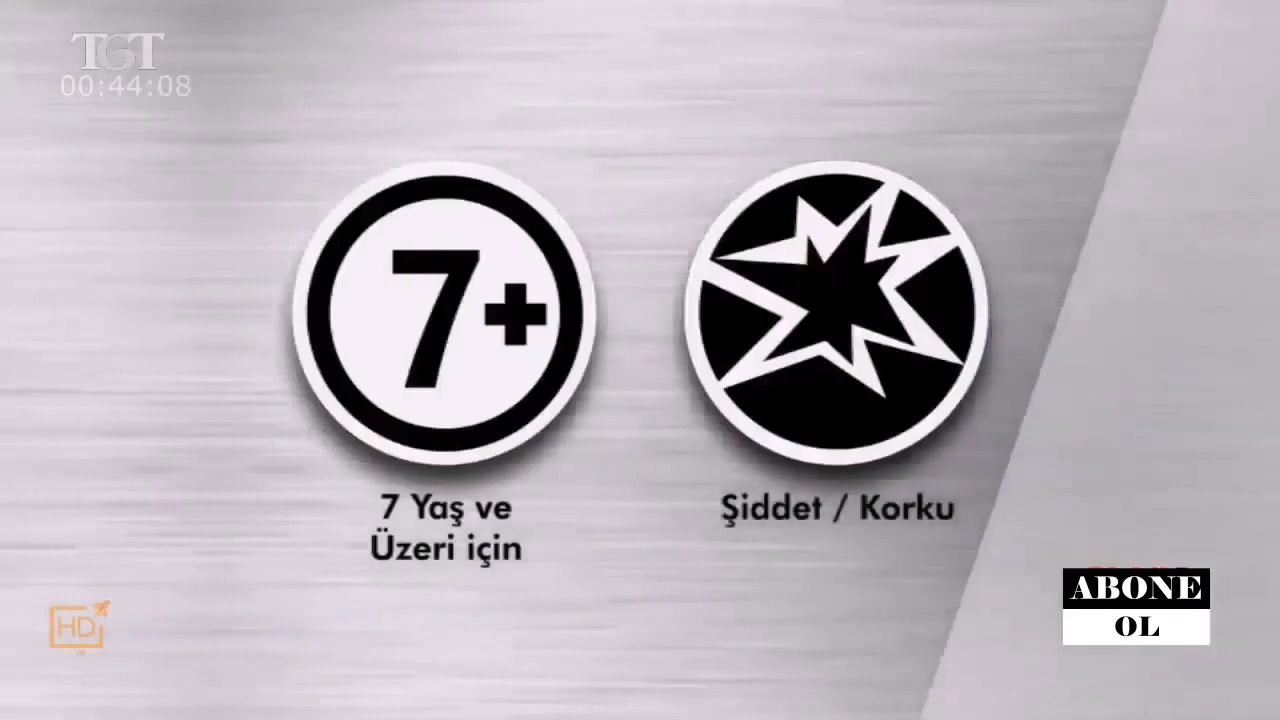 TGT
00:44:08
7+
7 Yaş ve
Üzeri için
Şiddet / Korku
ABONE
OL
HD